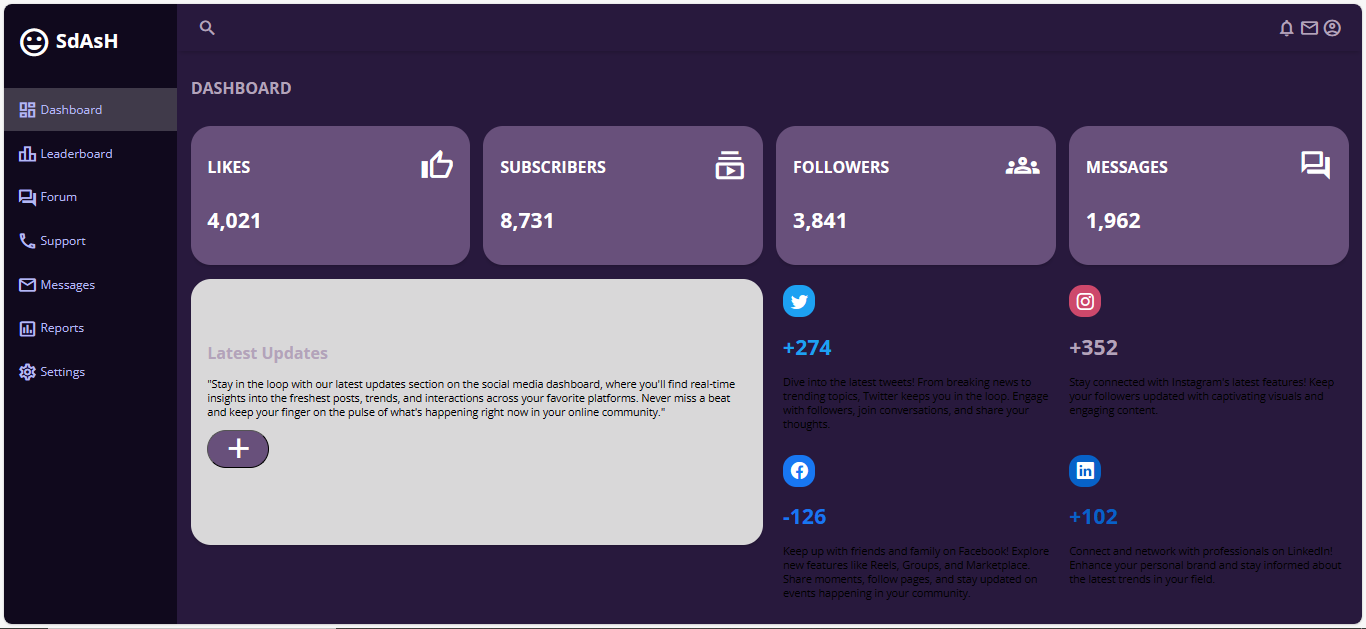 SdAsH
Dashboard
Leaderboard
Forum
Support
Messages
Reports
Settings
DASHBOARD
LIKES
4,021
SUBSCRIBERS
8,731
FOLLOWERS
3,841
MESSAGES
1,962
Latest Updates
"Stay in the loop with our latest updates section on the social media dashboard, where you'll find real-time
insights into the freshest posts, trends, and interactions across your favorite platforms. Never miss a beat
and keep your finger on the pulse of what's happening right now in your online community."
+274
Dive into the latest tweets! From breaking news to
trending topics, Twitter keeps you in the loop. Engage
with followers, join conversations, and share your
thoughts.
+352
Stay connected with Instagram's latest features! Keep
your followers updated with captivating visuals and
engaging content.
-126
Keep up with friends and family on Facebook! Explore
new features like Reels, Groups, and Marketplace.
Share moments, follow pages, and stay updated on
events happening in your community.
in
+102
Connect and network with professionals on LinkedIn!
Enhance your personal brand and stay informed about
the latest trends in your field.